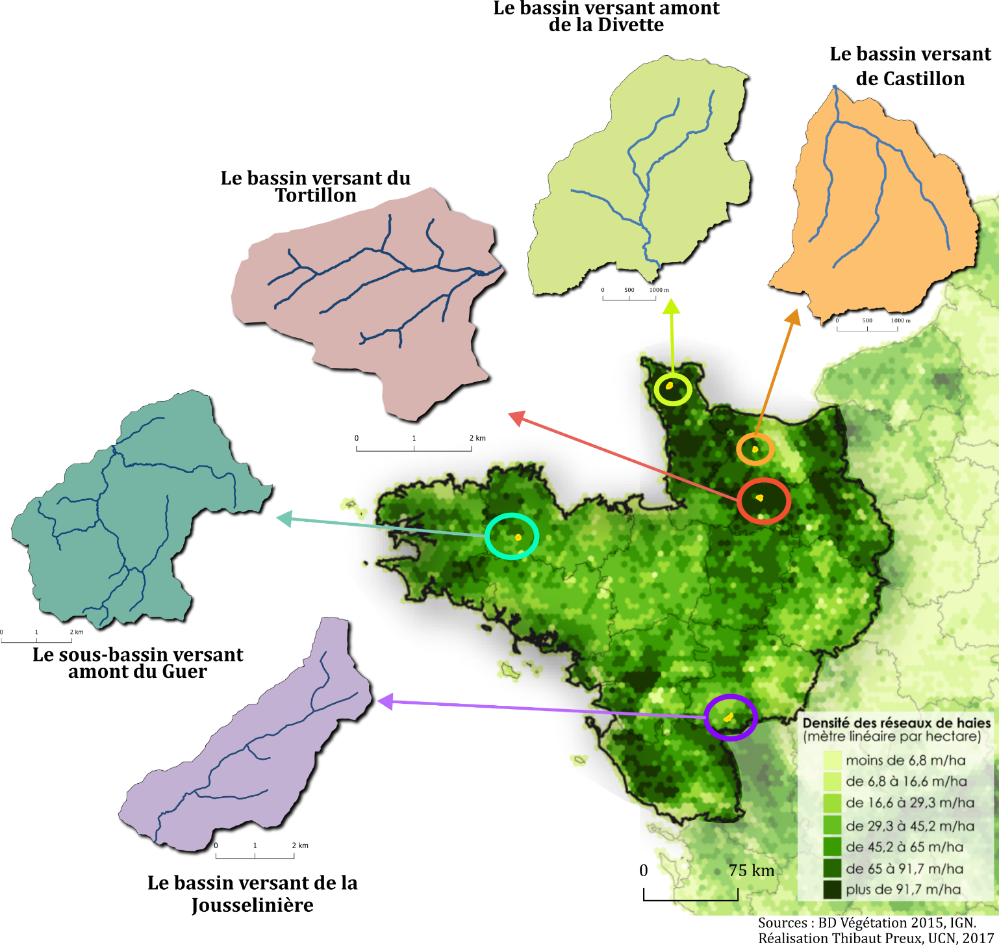 Le bassin versant amont
de la Divette
Le bassin versant
de Castillon
Le bassin versant du
Tortillon
0 500 1000 m
0 500 1000 m
0 1 2 km
0 1 2 km
Le sous-bassin versant
amont du Guer
Densité des réseaux de haies
(mètre linéaire par hectare)
moins de 6,8 m/ha
de 6,8 à 16,6 m/ha
de 16,6 à 29,3 m/ha
de 29,3 à 45,2 m/ha
de 45,2 à 65 m/ha
de 65 à 91,7 m/ha
plus de 91,7 m/ha
0 1 2 km
0 75 km
Le bassin versant de la
Jousselinière
Sources : BD Végétation 2015, IGN.
Réalisation Thibaut Preux, UCN, 2017